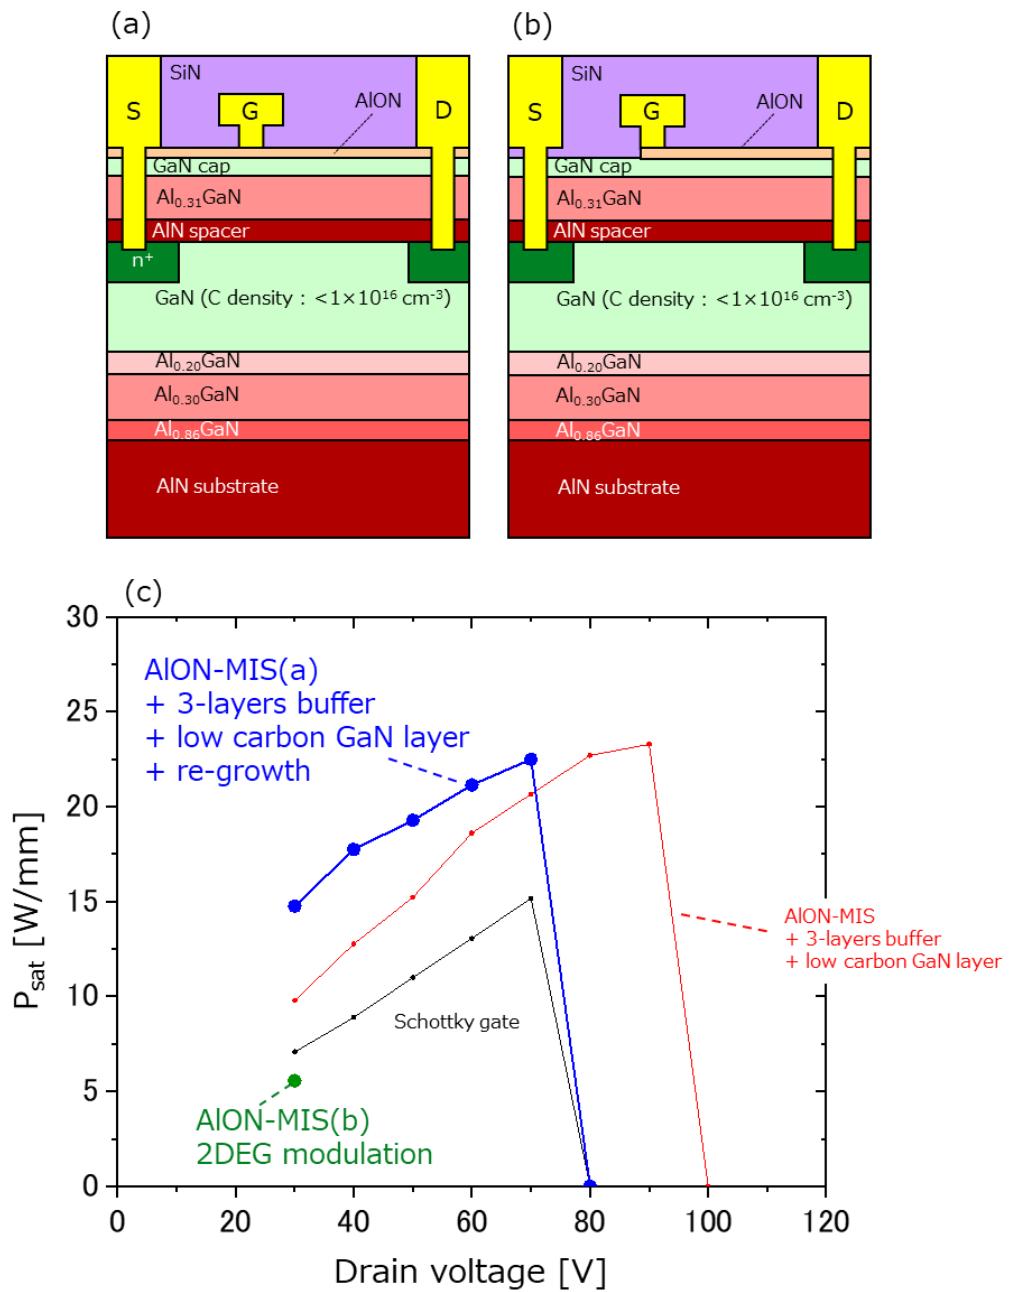 (a)
SiN
S
G
AlON
D
GaN cap
Al0.31GaN
AlN spacer
n+
GaN (C density : <1×10¹⁶ cm⁻³)
Al0.20GaN
Al0.30GaN
Al0.86GaN
AlN substrate
(b)
SiN
S
G
AlON
D
GaN cap
Al0.31GaN
AlN spacer
GaN (C density : <1×10¹⁶ cm⁻³)
Al0.20GaN
Al0.30GaN
Al0.86GaN
AlN substrate
(c)
Psat [W/mm]
30
25
20
15
10
5
0
AlON-MIS(a)
+ 3-layers buffer
+ low carbon GaN layer
+ re-growth
AlON-MIS
+ 3-layers buffer
+ low carbon GaN layer
Schottky gate
AlON-MIS(b)
2DEG modulation
0 20 40 60 80 100 120
Drain voltage [V]